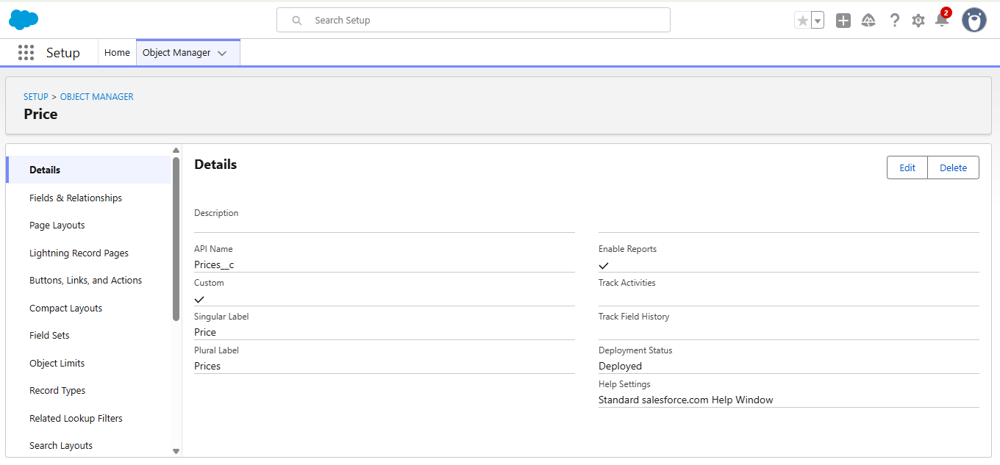 Search Setup
2
Setup
Home
Object Manager
SETUP > OBJECT MANAGER
Price
Details
Fields & Relationships
Page Layouts
Lightning Record Pages
Buttons, Links, and Actions
Compact Layouts
Field Sets
Object Limits
Record Types
Related Lookup Filters
Search Layouts
Details
Edit
Delete
Description
API Name
Prices__c
Custom
Singular Label
Price
Plural Label
Prices
Enable Reports
Track Activities
Track Field History
Deployment Status
Deployed
Help Settings
Standard salesforce.com Help Window